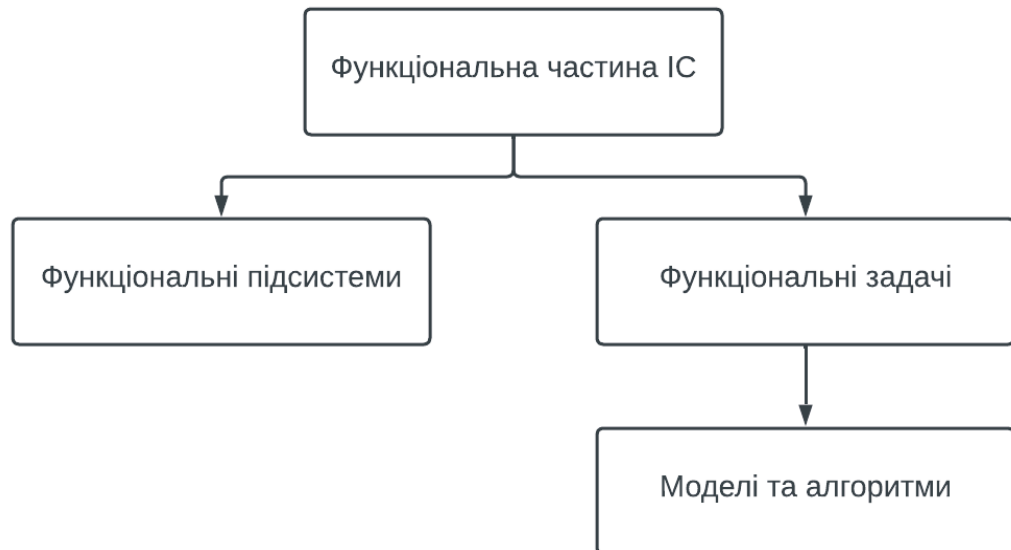 Функціональна частина ІС
Функціональні підсистеми
Функціональні задачі
Моделі та алгоритми